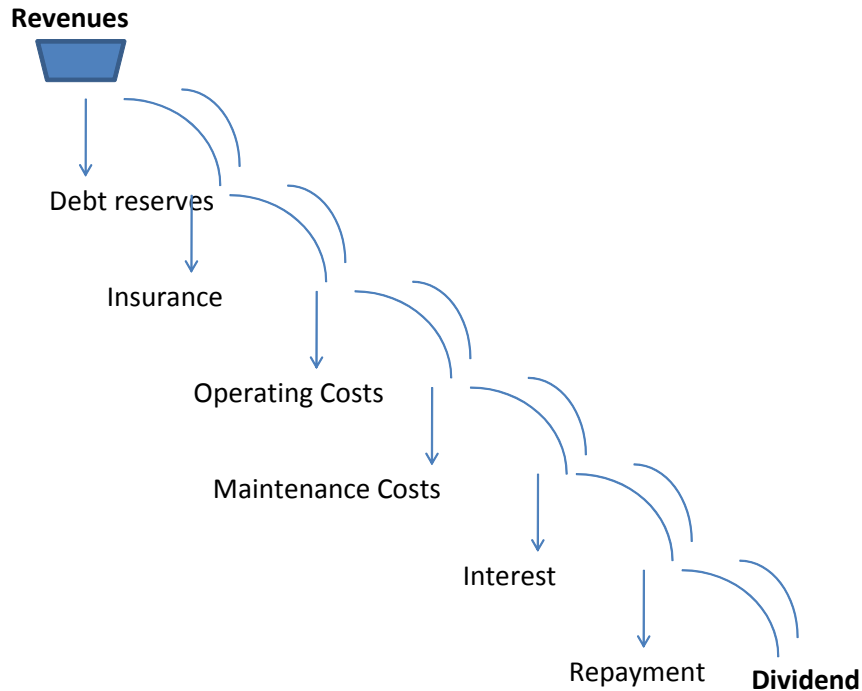 Revenues
Debt reserves
Insurance
Operating Costs
Maintenance Costs
Interest
Repayment
Dividend